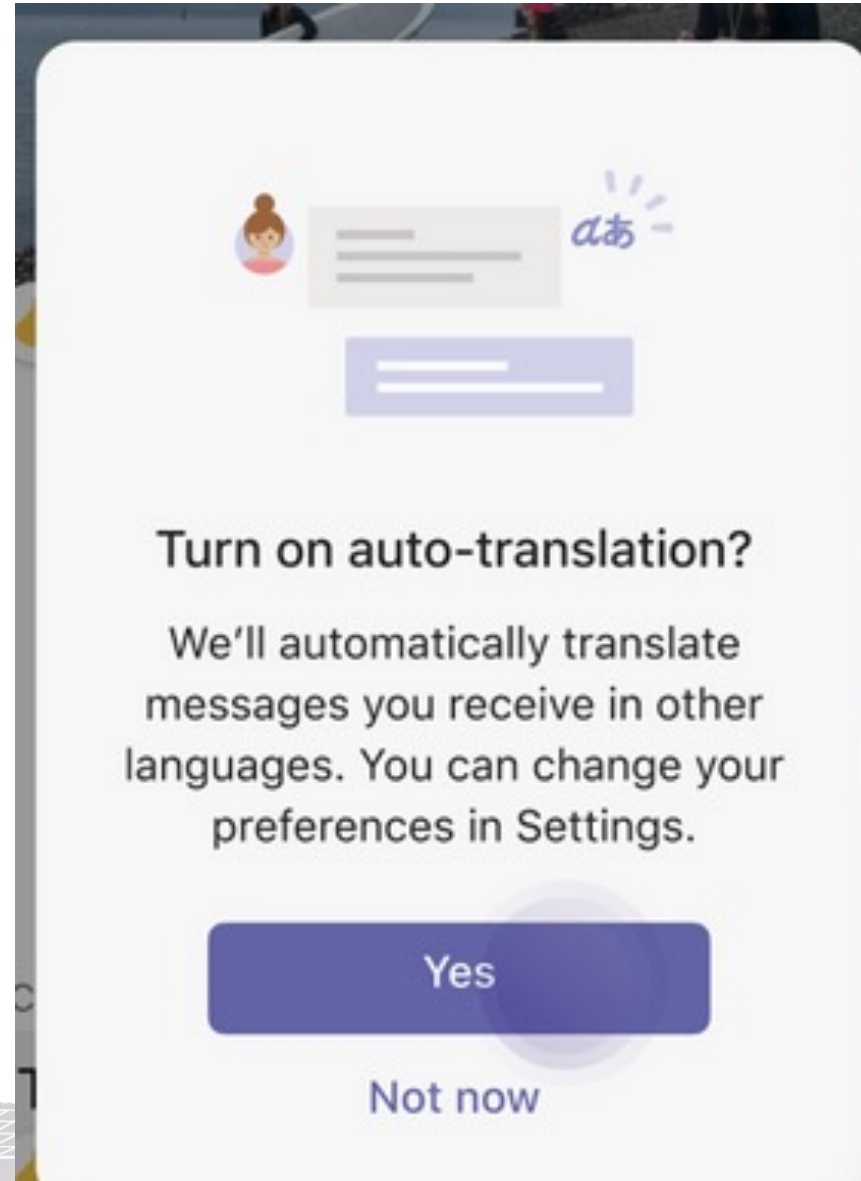 aあ
Turn on auto-translation?
We'll automatically translate
messages you receive in other
languages. You can change your
preferences in Settings.
Yes
Not now